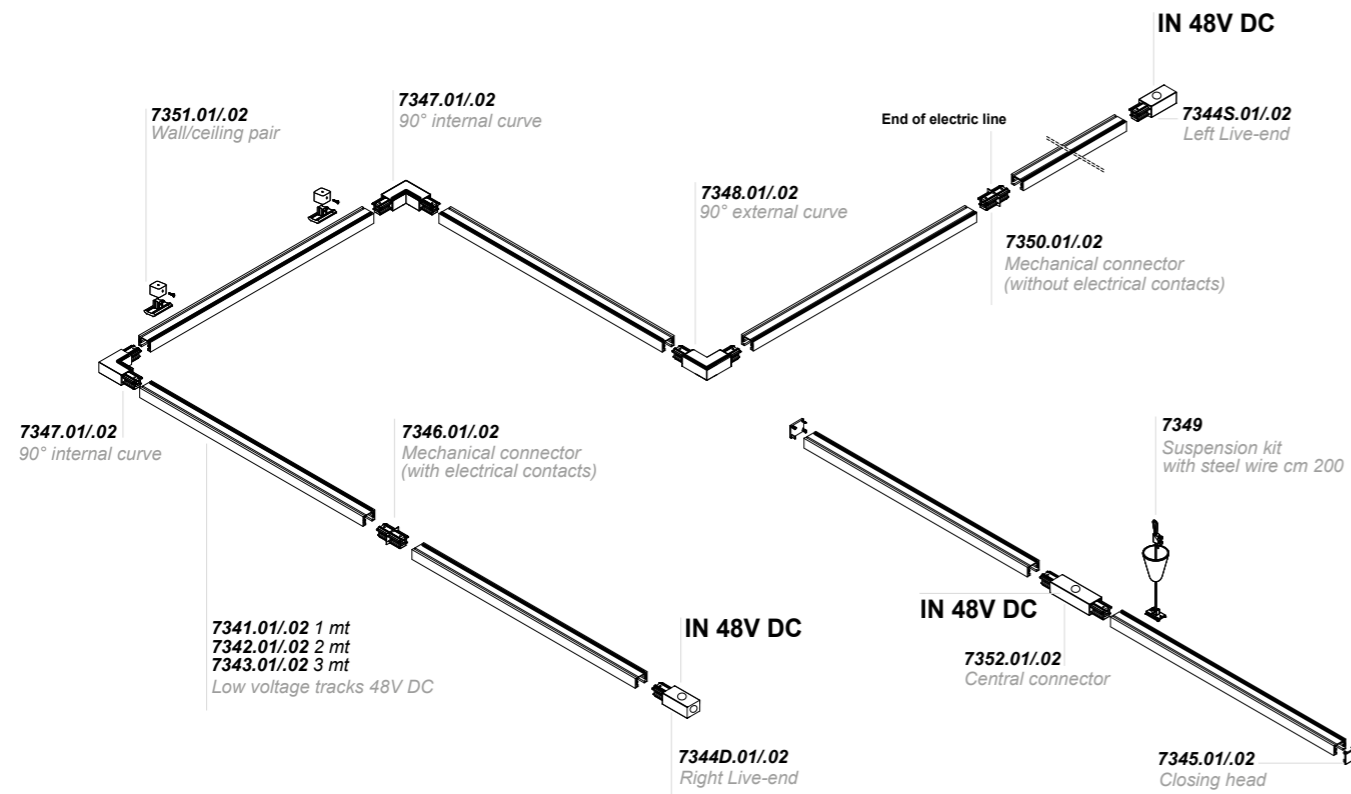 IN 48V DC
7351.01/.02
Wall/ceiling pair
7347.01/.02
90° internal curve
End of electric line
7344S.01/.02
Left Live-end
7348.01/.02
90° external curve
7350.01/.02
Mechanical connector
(without electrical contacts)
7347.01/.02
90° internal curve
7346.01/.02
Mechanical connector
(with electrical contacts)
7349
Suspension kit
with steel wire cm 200
7341.01/.02 1 mt
7342.01/.02 2 mt
7343.01/.02 3 mt
Low voltage tracks 48V DC
IN 48V DC
IN 48V DC
7352.01/.02
Central connector
7344D.01/.02
Right Live-end
7345.01/.02
Closing head